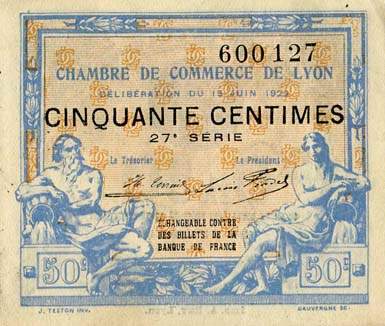 600127
CHAMBRE DE COMMERCE DE LYON
DÉLIBÉRATION DU 15 JUIN 1922
CINQUANTE CENTIMES
27e SÉRIE
Le Trésorier
Le Président
ÉCHANGEABLE CONTRE
DES BILLETS DE LA
BANQUE DE FRANCE
50c
50c
J. TESTON INV.
GAUVERGNE SC.